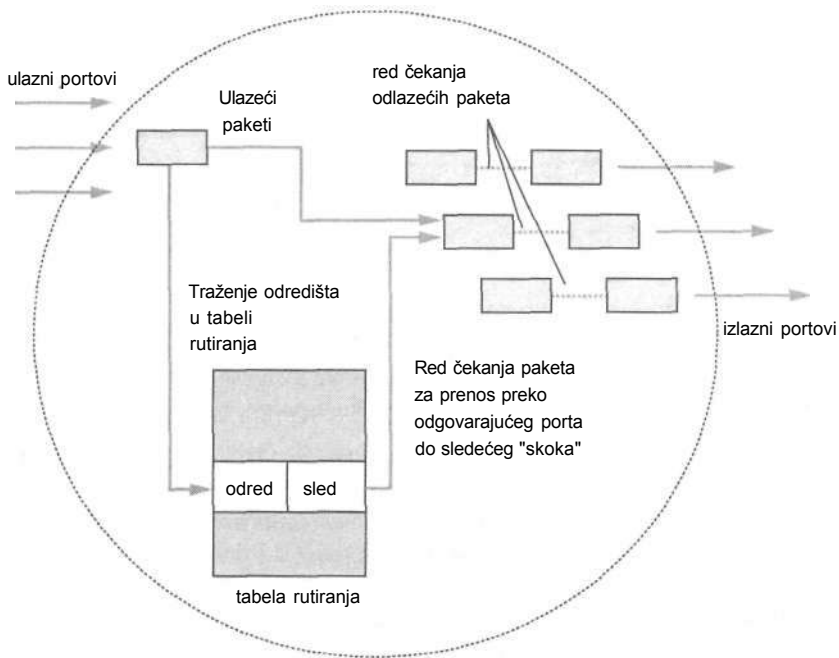 ulazni portovi
Ulazeći
paketi
red čekanja
odlazećih paketa
Traženje odredišta
u tabeli
rutiranja
izlazni portovi
Red čekanja paketa
za prenos preko
odgovarajućeg porta
do sledećeg "skoka"
odred
sled
tabela rutiranja